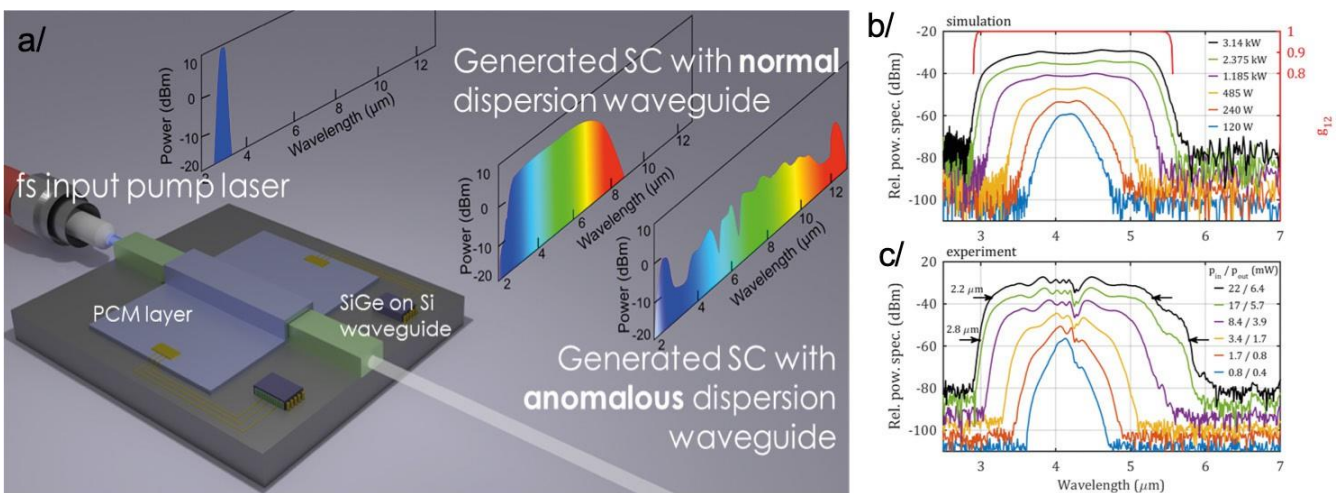 a/
10
0
-10
-20
Power (dBm)
4
6
8
10
12
Wavelength (μm)
Generated SC with normal
dispersion waveguide
fs input pump laser
10
0
-10
-20
Power (dBm)
2
4
6
8
10
12
Wavelength (μm)
10
0
-10
-20
Power (dBm)
2
4
6
8
10
12
Wavelength (μm)
PCM layer
SiGe on Si
waveguide
Generated SC with
anomalous dispersion
waveguide
b/
simulation
-20
-40
-60
-80
-100
Rel. pow. spec. (dBm)
3.14 kW
2.375 kW
1.185 kW
485 W
240 W
120 W
1
0.9
0.8
g12
3
4
5
6
7
c/
experiment
20
-20
-40
-60
-80
-100
Rel. pow. spec. (dBm)
2.2 μm
2.8 μm
pin / pout (mW)
22 / 6.4
17 / 5.7
8.4 / 3.9
3.4 / 1.7
1.7 / 0.8
0.8 / 0.4
3
4
5
6
7
Wavelength (μm)